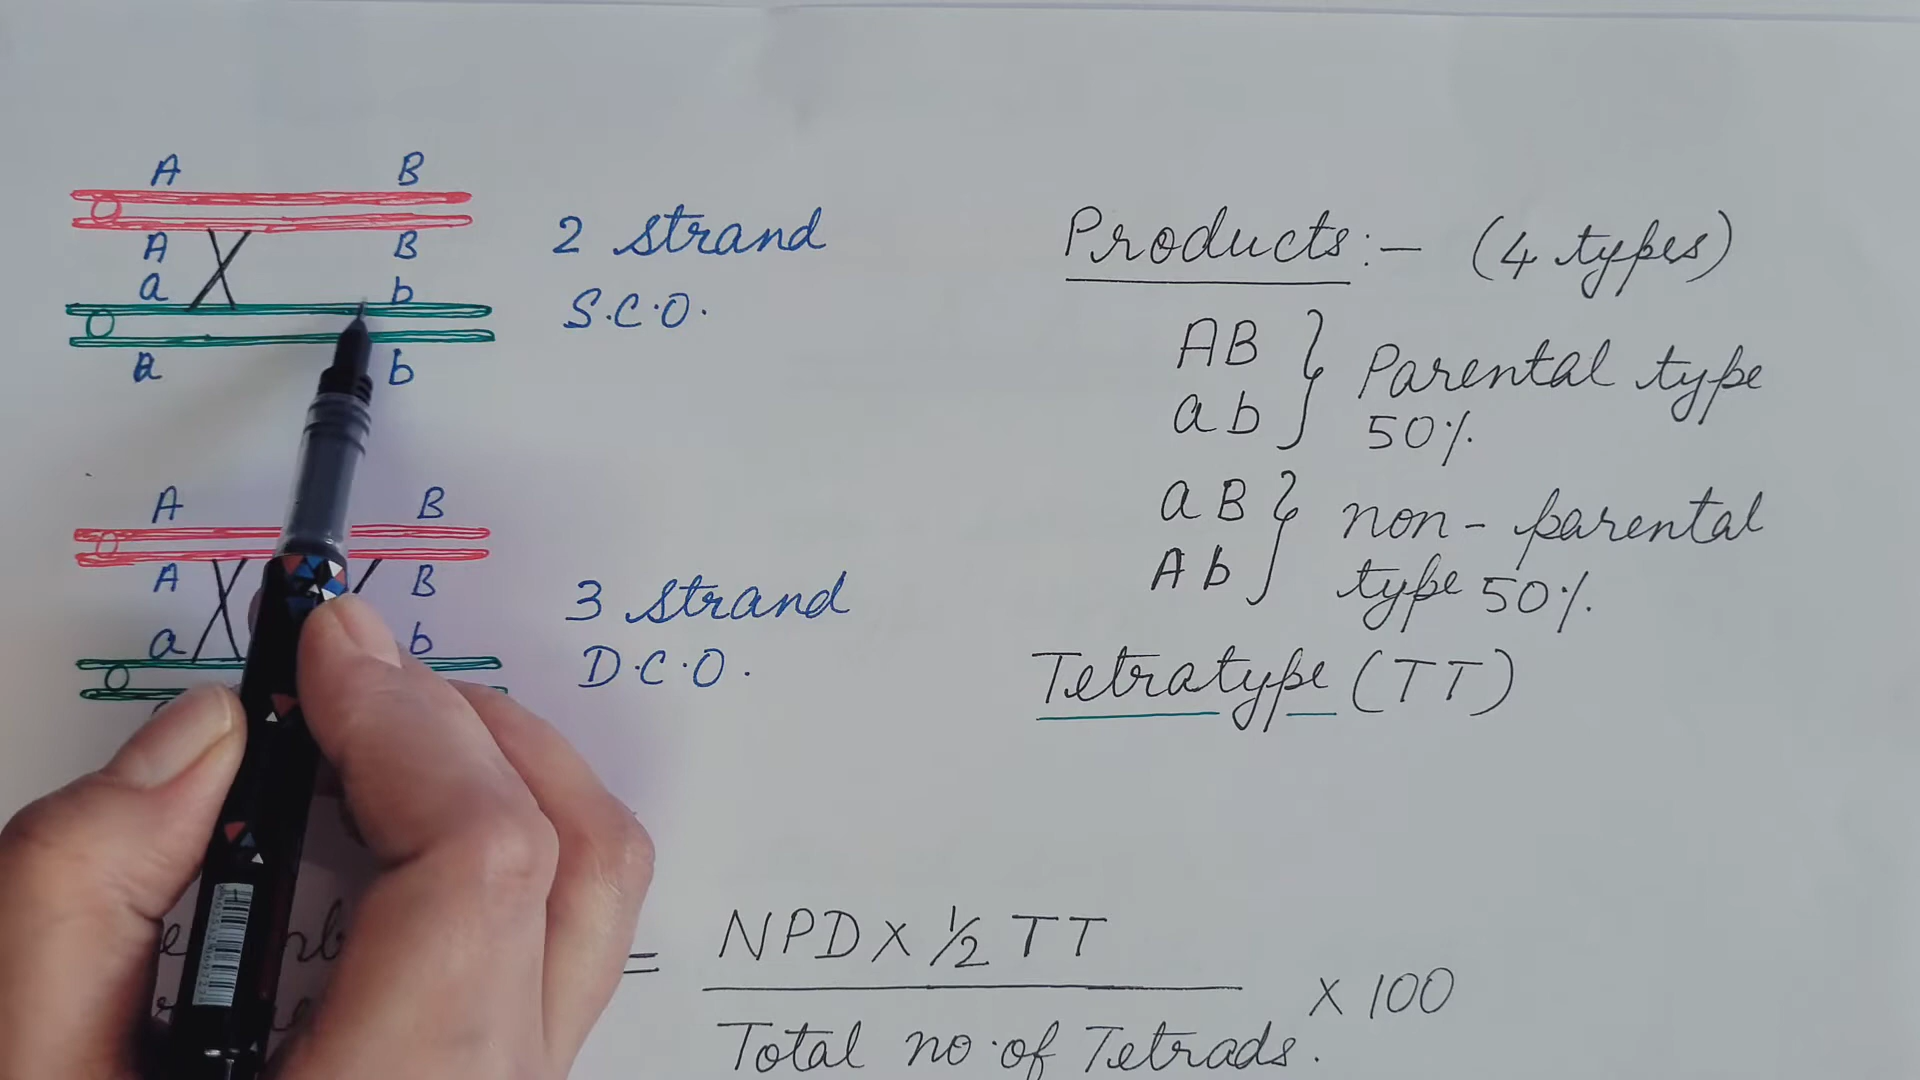 A B
A B
a b
a b
2 strand
S.C.O.
A B
A B
a b
3 strand
D.C.O.
Products:- (4 types)
AB
ab
Parental type
50%
aB
Ab
non-parental
type 50%
Tetratype (TT)
= NPD X 1/2 TT
Total no. of Tetrads.
X 100